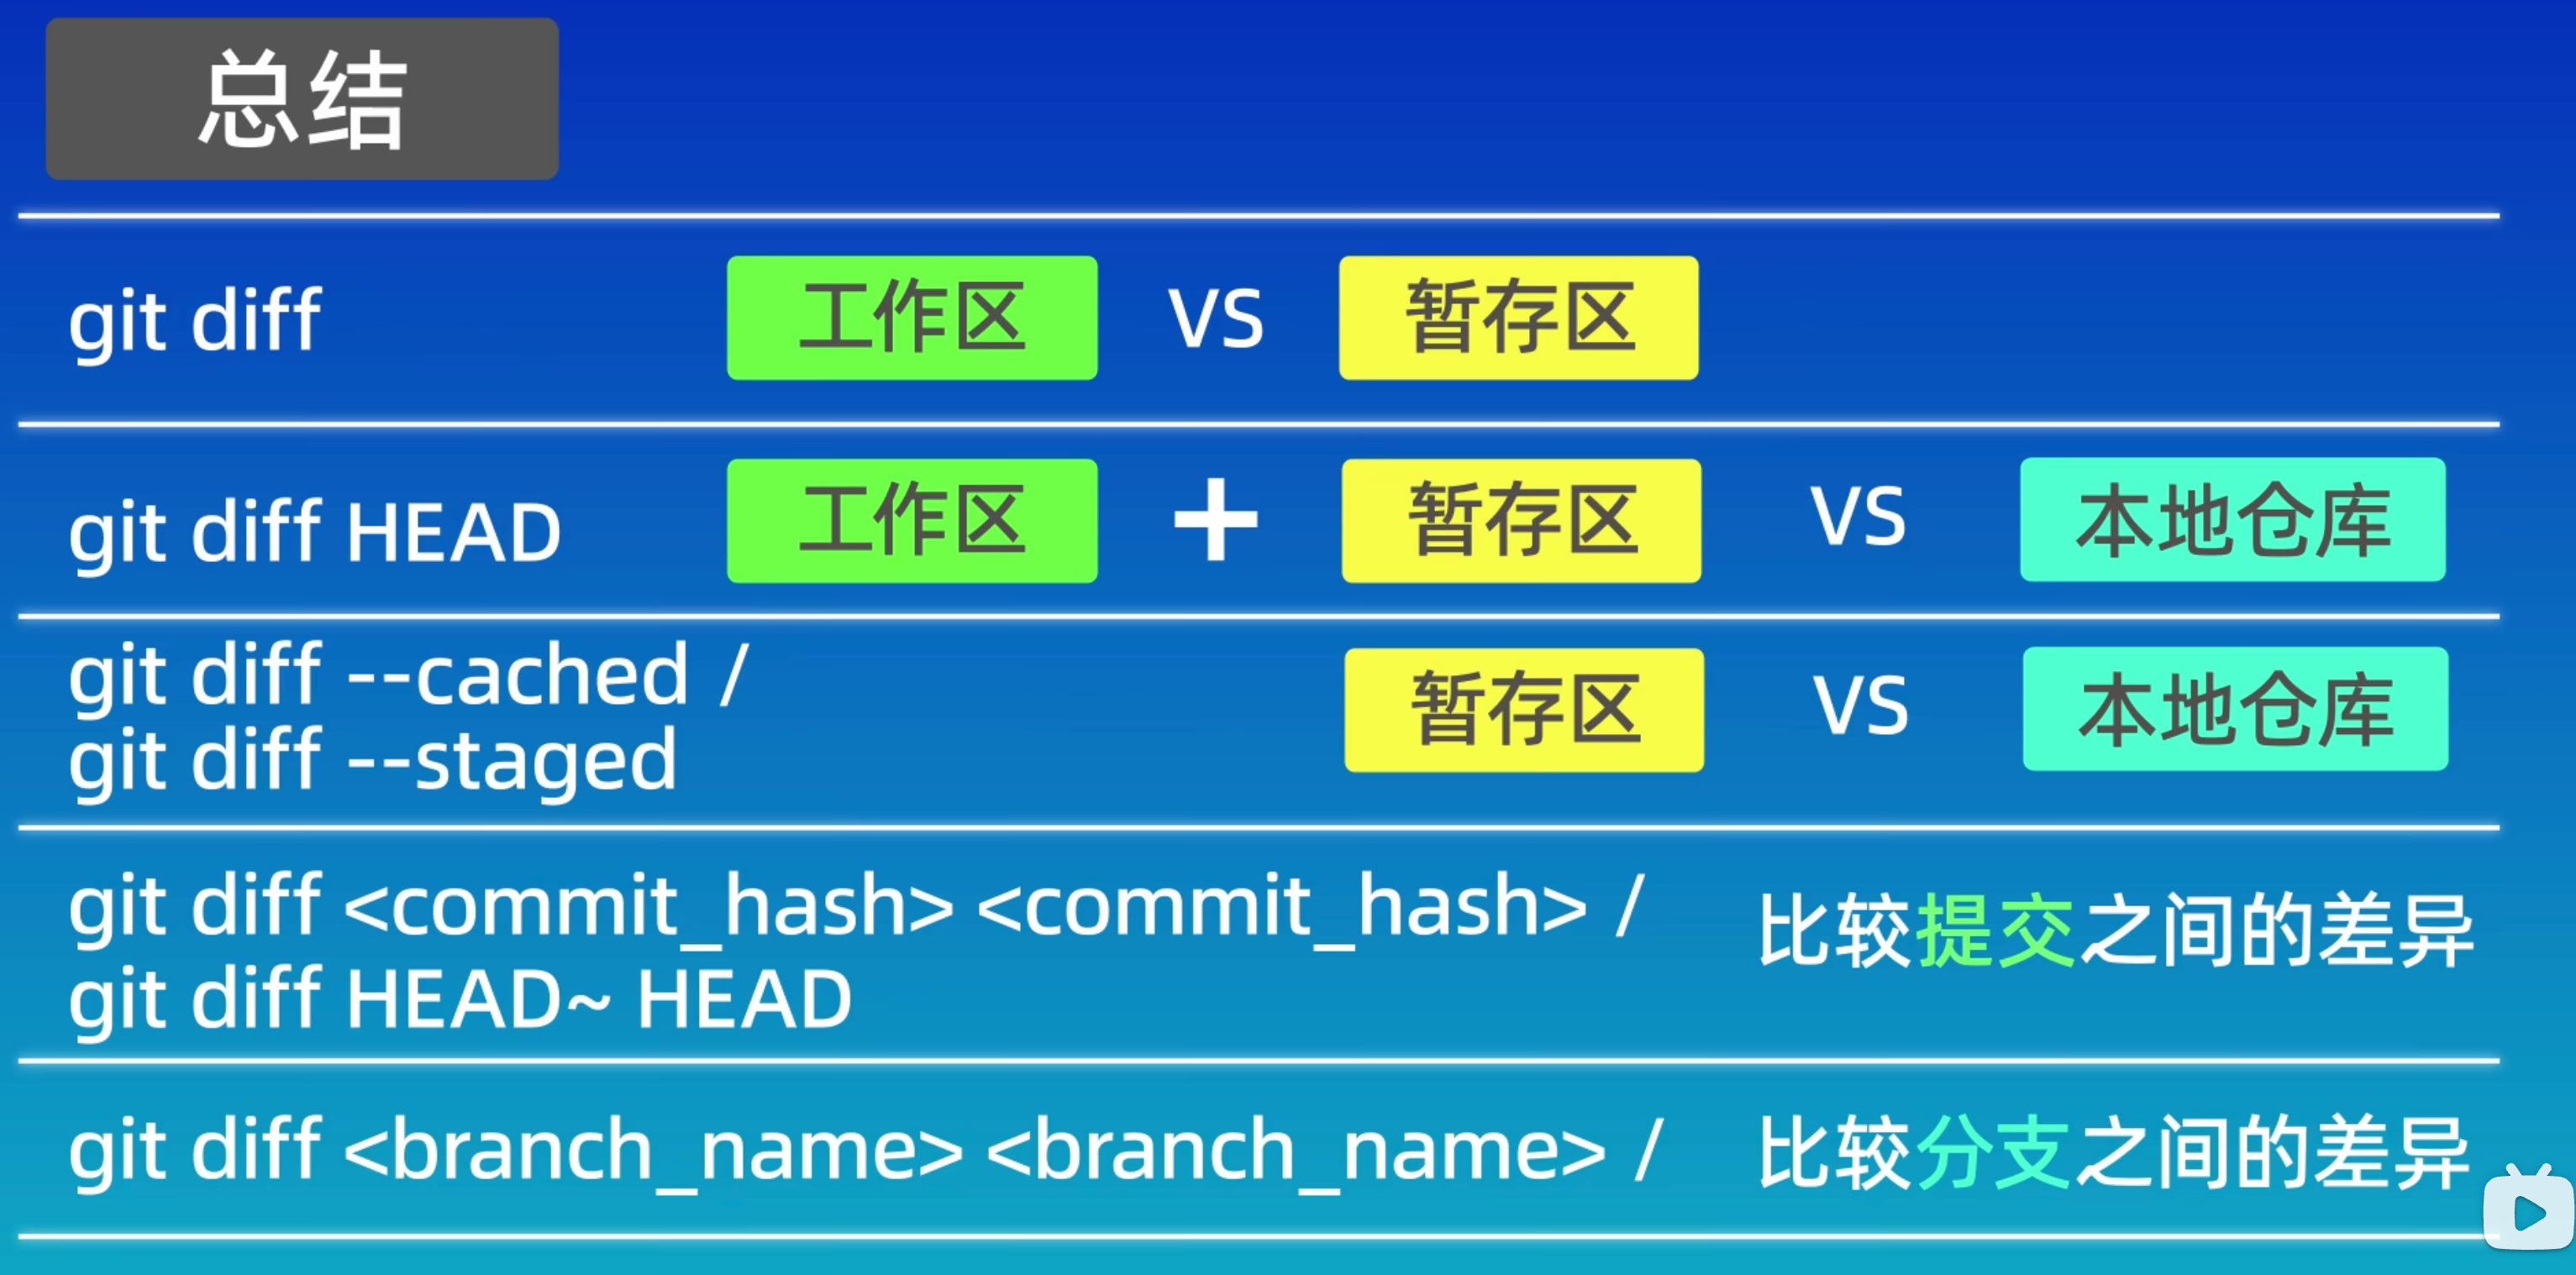 总结
git diff 工作区 VS 暂存区
git diff HEAD 工作区 + 暂存区 VS 本地仓库
git diff --cached /
git diff --staged
暂存区 VS 本地仓库
git diff <commit_hash> <commit_hash> /
git diff HEAD~ HEAD
比较提交之间的差异
git diff <branch_name> <branch_name> / 比较分支之间的差异